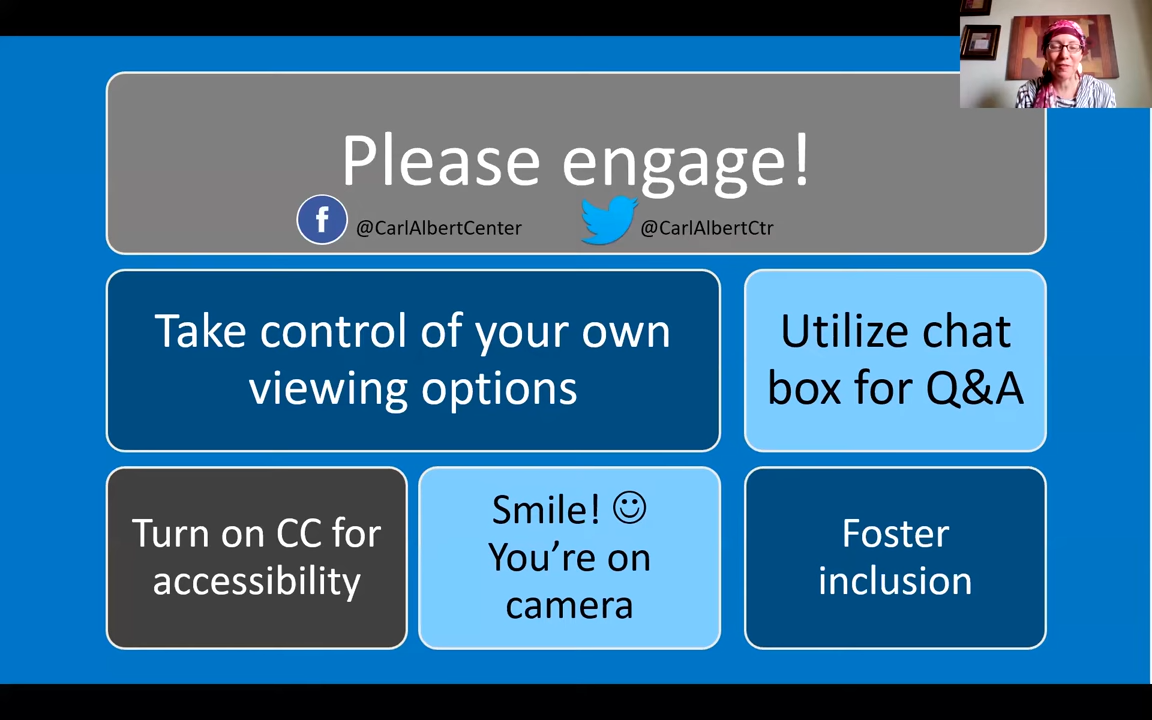 Please engage!
f @CarlAlbertCenter @CarlAlbertCtr
Take control of your own
viewing options
Utilize chat
box for Q&A
Turn on CC for
accessibility
Smile! ☺
You’re on
camera
Foster
inclusion